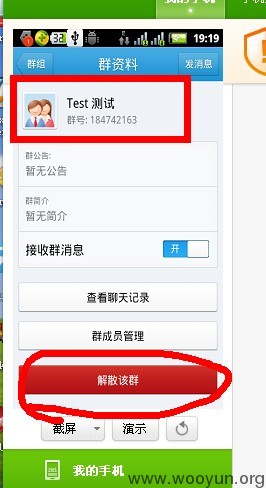 32 19:19
群组 群资料 发消息
Test 测试
群号: 184742163
群公告:
暂无公告
群简介
暂无简介
接收群消息 开
查看聊天记录
群成员管理
解散该群
截屏 演示
我的手机
www.wooyun.org